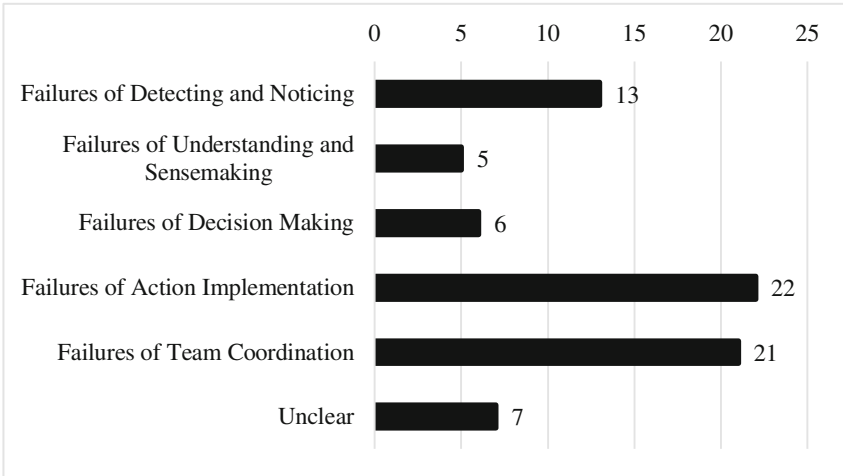 0 5 10 15 20 25
Failures of Detecting and Noticing 13
Failures of Understanding and
Sensemaking 5
Failures of Decision Making 6
Failures of Action Implementation 22
Failures of Team Coordination 21
Unclear 7